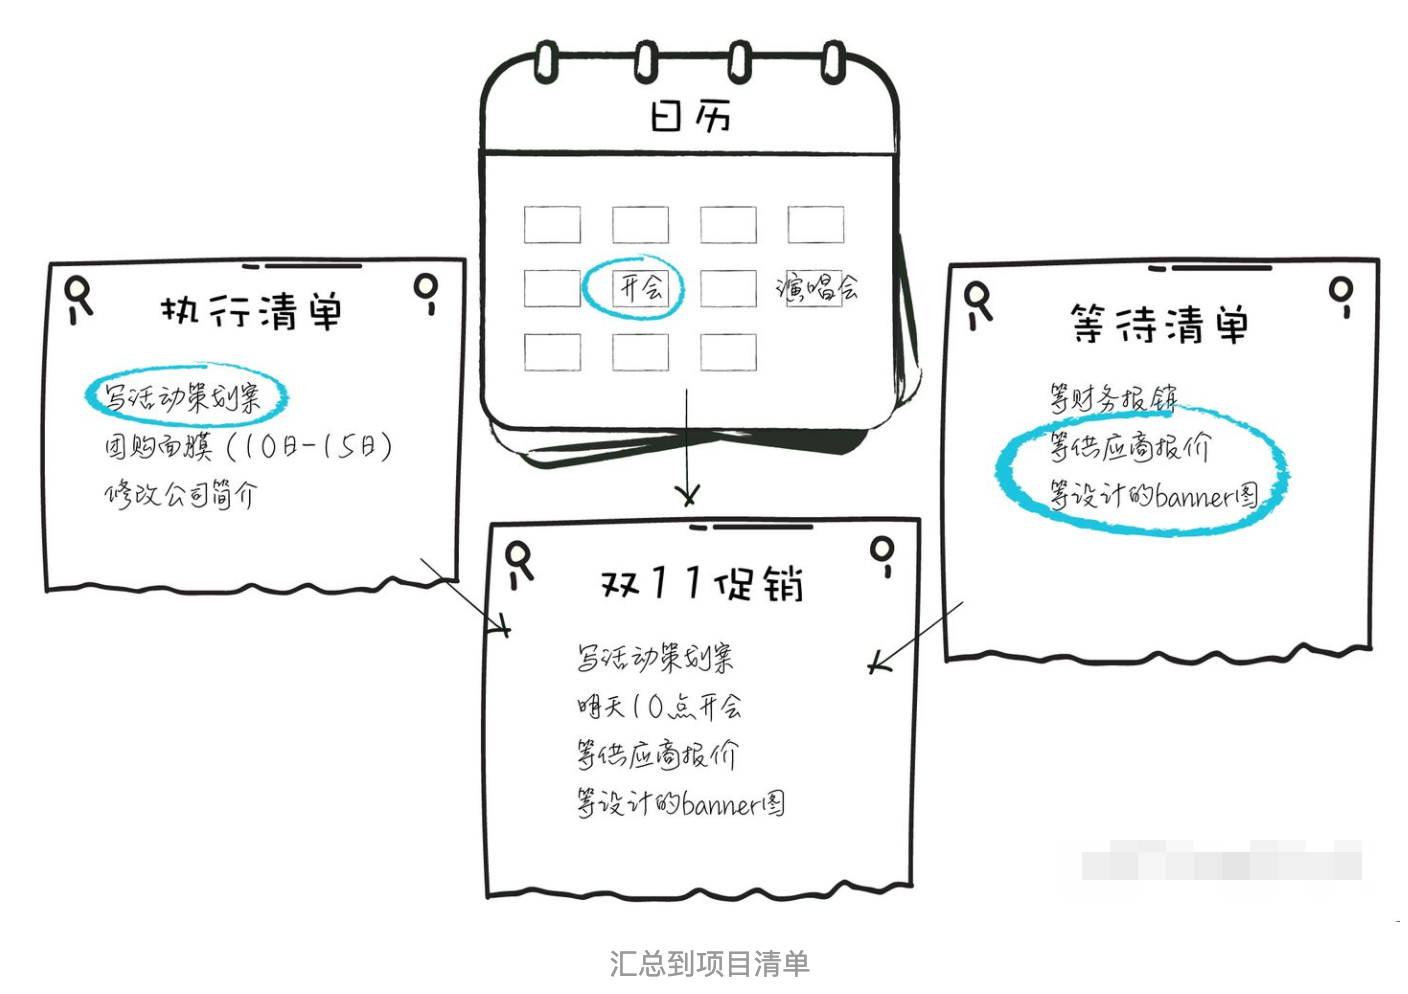 日历
开会
演唱会
执行清单
写活动策划案
团购面膜（10日-15日）
修改公司简介
等待清单
等财务报销
等供应商报价
等设计的banner图
双11促销
写活动策划案
明天10点开会
等供应商报价
等设计的banner图
汇总到项目清单